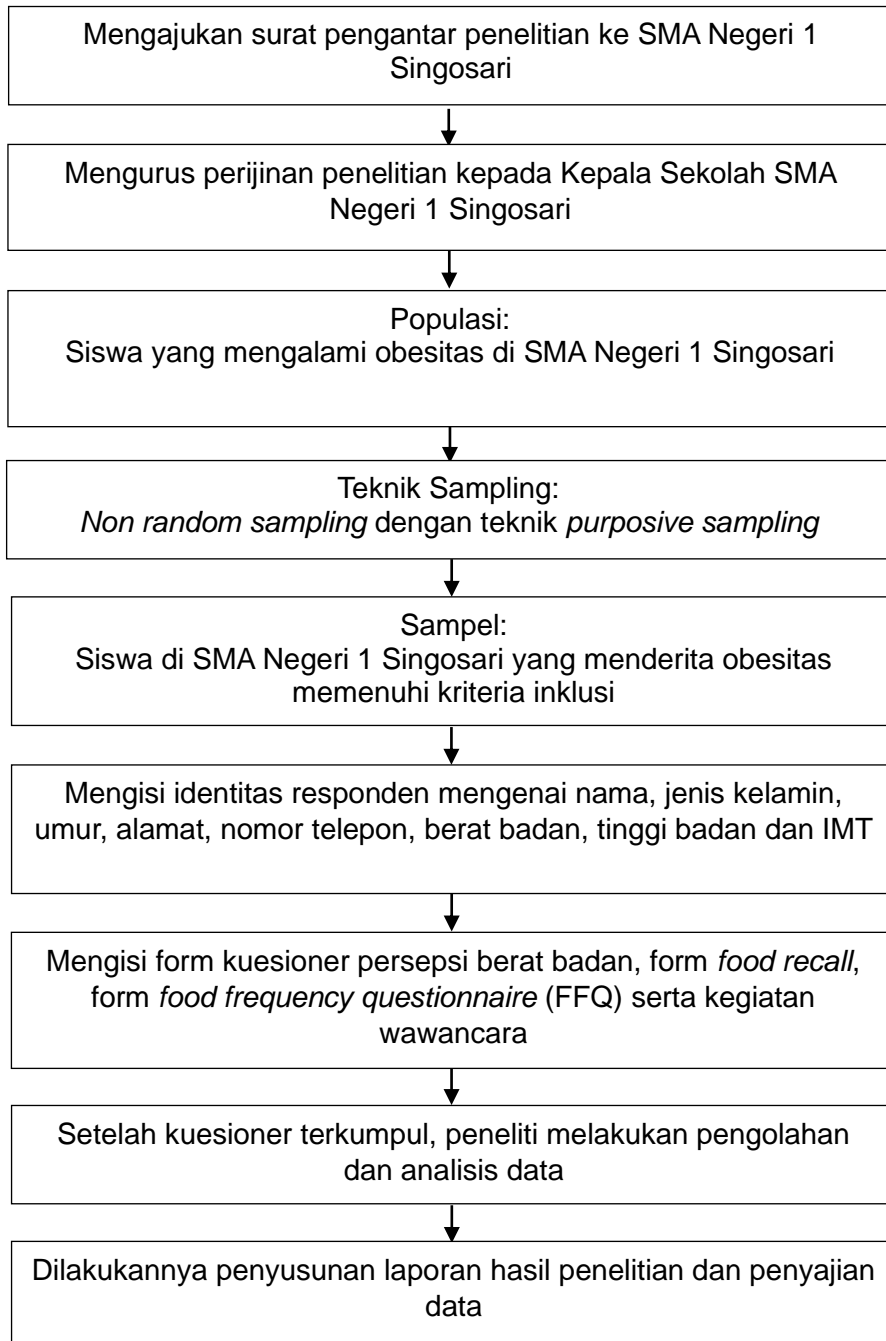 Mengajukan surat pengantar penelitian ke SMA Negeri 1
Singosari
Mengurus perijinan penelitian kepada Kepala Sekolah SMA
Negeri 1 Singosari
Populasi:
Siswa yang mengalami obesitas di SMA Negeri 1 Singosari
Teknik Sampling:
Non random sampling dengan teknik purposive sampling
Sampel:
Siswa di SMA Negeri 1 Singosari yang menderita obesitas
memenuhi kriteria inklusi
Mengisi identitas responden mengenai nama, jenis kelamin,
umur, alamat, nomor telepon, berat badan, tinggi badan dan IMT
Mengisi form kuesioner persepsi berat badan, form food recall,
form food frequency questionnaire (FFQ) serta kegiatan
wawancara
Setelah kuesioner terkumpul, peneliti melakukan pengolahan
dan analisis data
Dilakukannya penyusunan laporan hasil penelitian dan penyajian
data